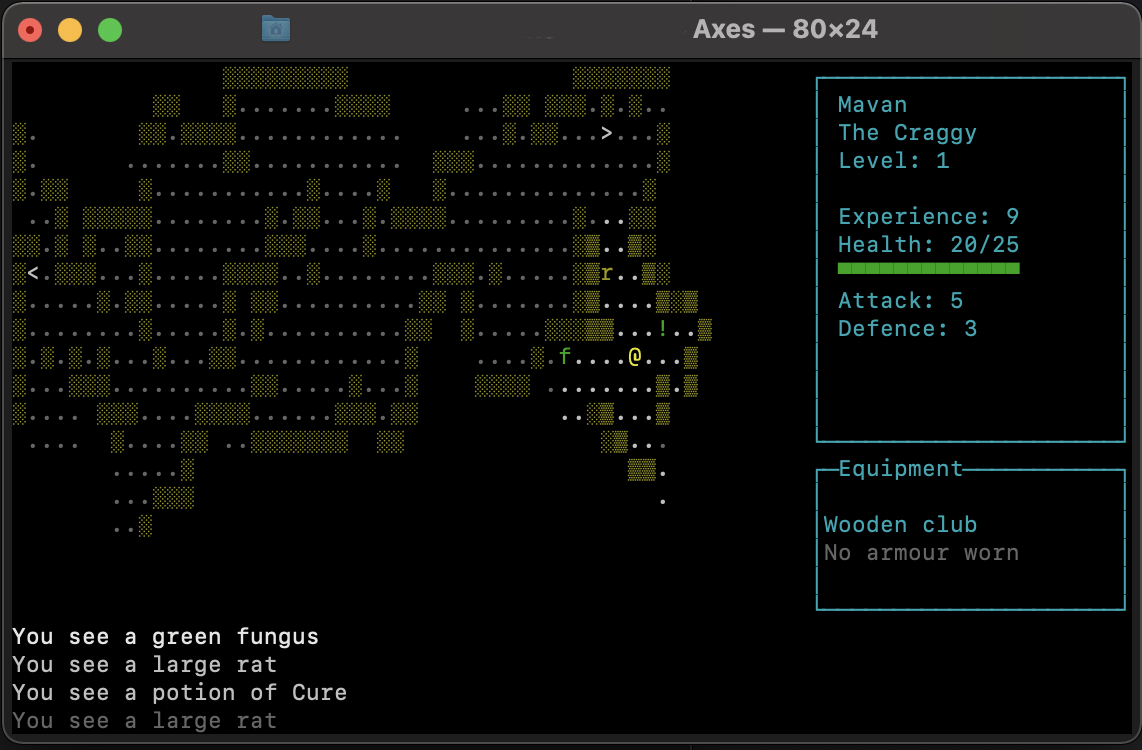 Axes — 80×24
Mavan
The Craggy
Level: 1
Experience: 9
Health: 20/25
Attack: 5
Defence: 3
Equipment
Wooden club
No armour worn
>
<
r
!
f
@
You see a green fungus
You see a large rat
You see a potion of Cure
You see a large rat